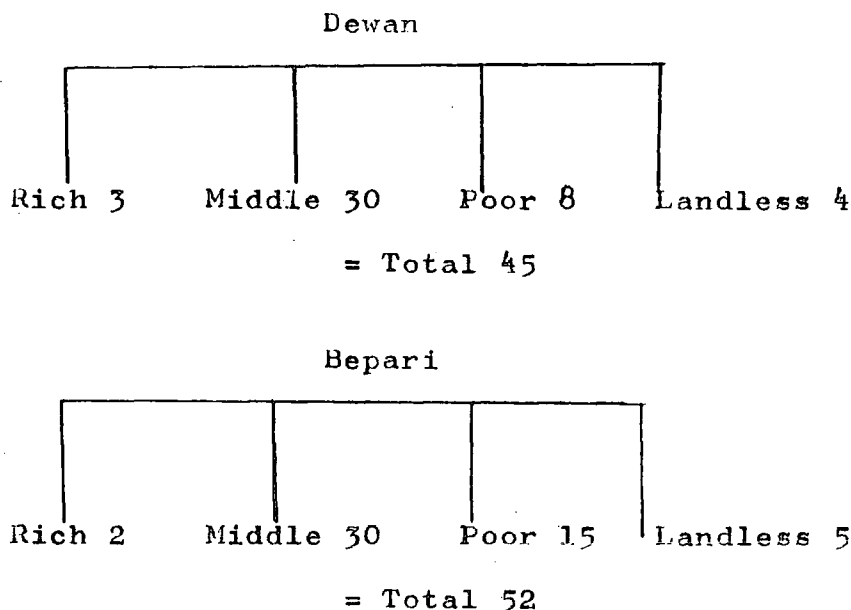 Dewan
Rich 3 Middle 30 Poor 8 Landless 4
= Total 45
Bepari
Rich 2 Middle 30 Poor 15 Landless 5
= Total 52